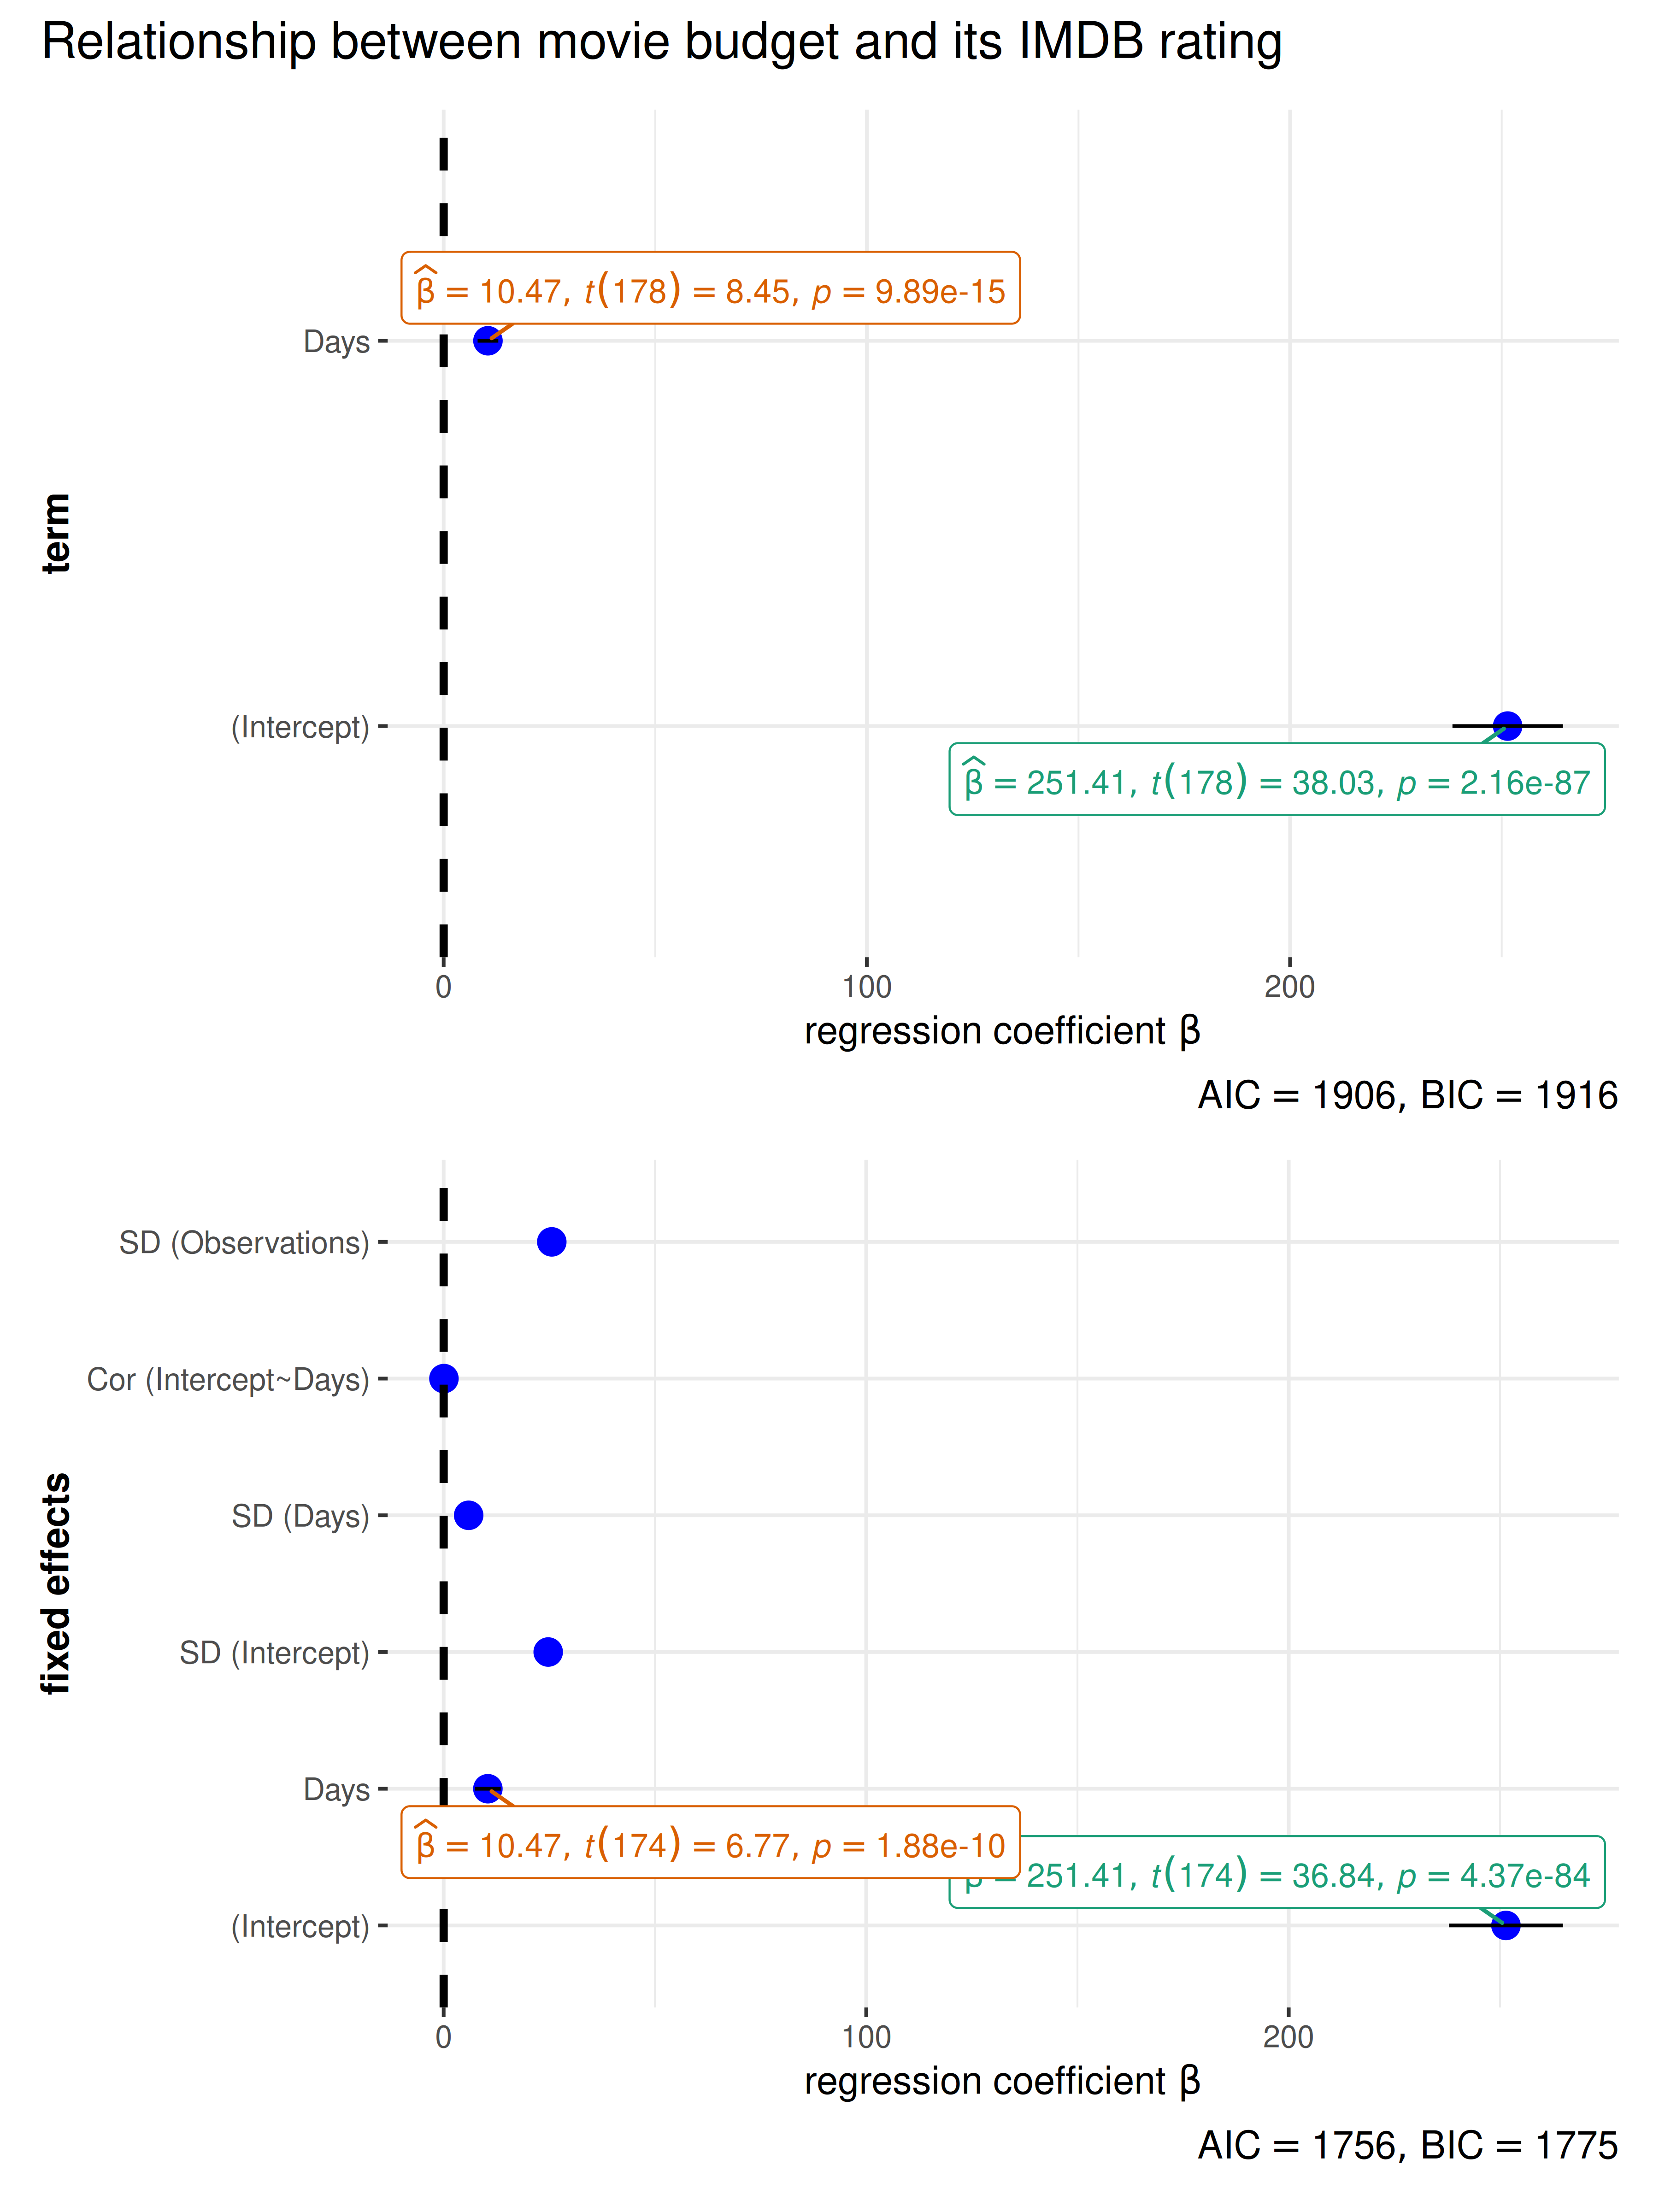 Relationship between movie budget and its IMDB rating
β̂ = 10.47, t(178) = 8.45, p = 9.89e-15
Days
term
(Intercept)
β̂ = 251.41, t(178) = 38.03, p = 2.16e-87
0 100 200
regression coefficient β
AIC = 1906, BIC = 1916
SD (Observations)
Cor (Intercept~Days)
SD (Days)
fixed effects
SD (Intercept)
Days
β̂ = 10.47, t(174) = 6.77, p = 1.88e-10
251.41, t(174) = 36.84, p = 4.37e-84
(Intercept)
0 100 200
regression coefficient β
AIC = 1756, BIC = 1775